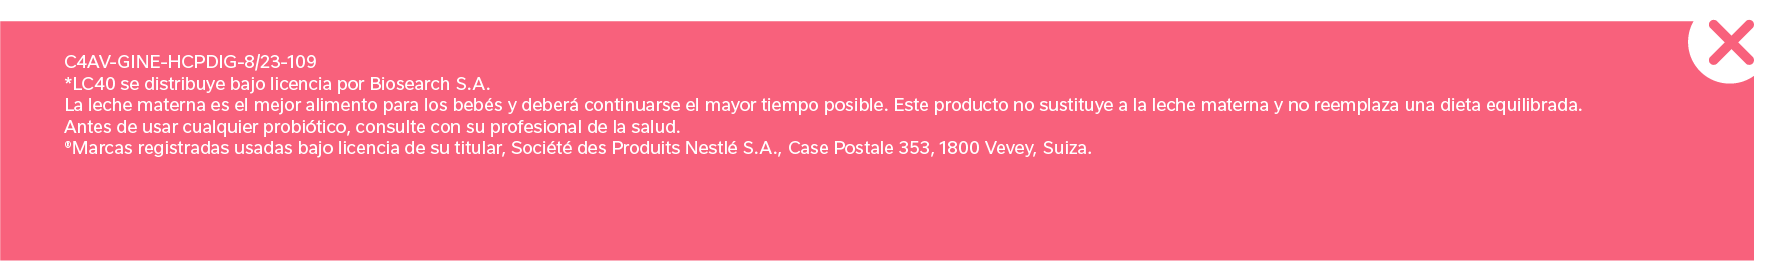 C4AV-GINE-HCPDIG-8/23-109
*LC40 se distribuye bajo licencia por Biosearch S.A.
La leche materna es el mejor alimento para los bebés y deberá continuarse el mayor tiempo posible. Este producto no sustituye a la leche materna y no reemplaza una dieta equilibrada.
Antes de usar cualquier probiótico, consulte con su profesional de la salud.
®Marcas registradas usadas bajo licencia de su titular, Société des Produits Nestlé S.A., Case Postale 353, 1800 Vevey, Suiza.